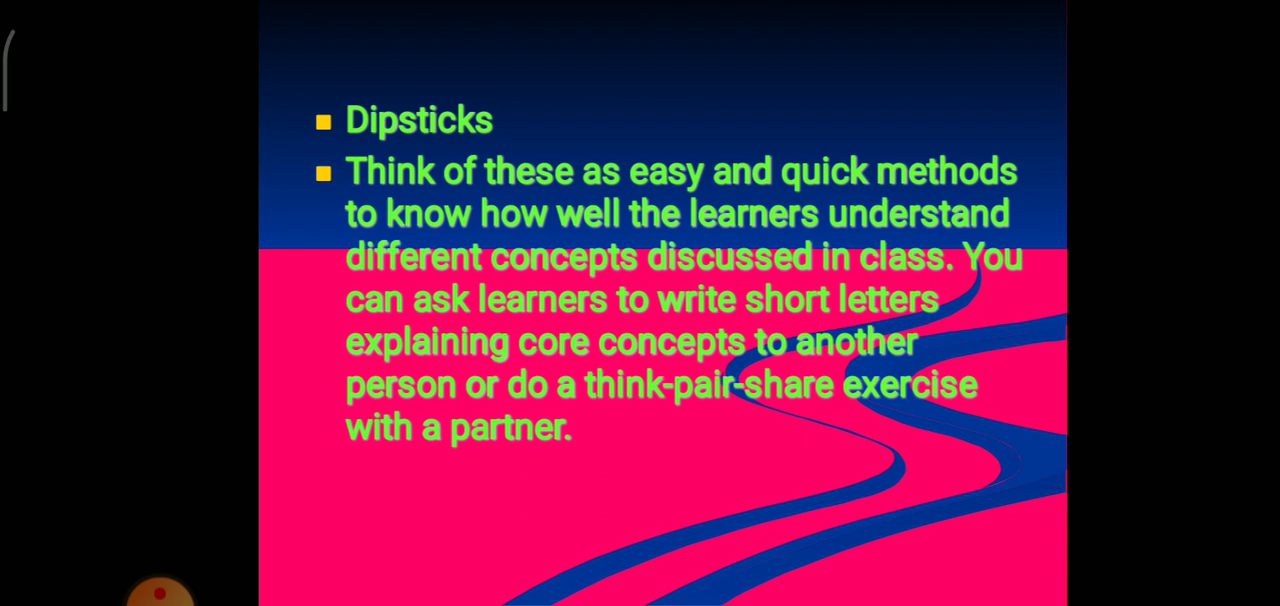 Dipsticks
Think of these as easy and quick methods
to know how well the learners understand
different concepts discussed in class. You
can ask learners to write short letters
explaining core concepts to another
person or do a think-pair-share exercise
with a partner.